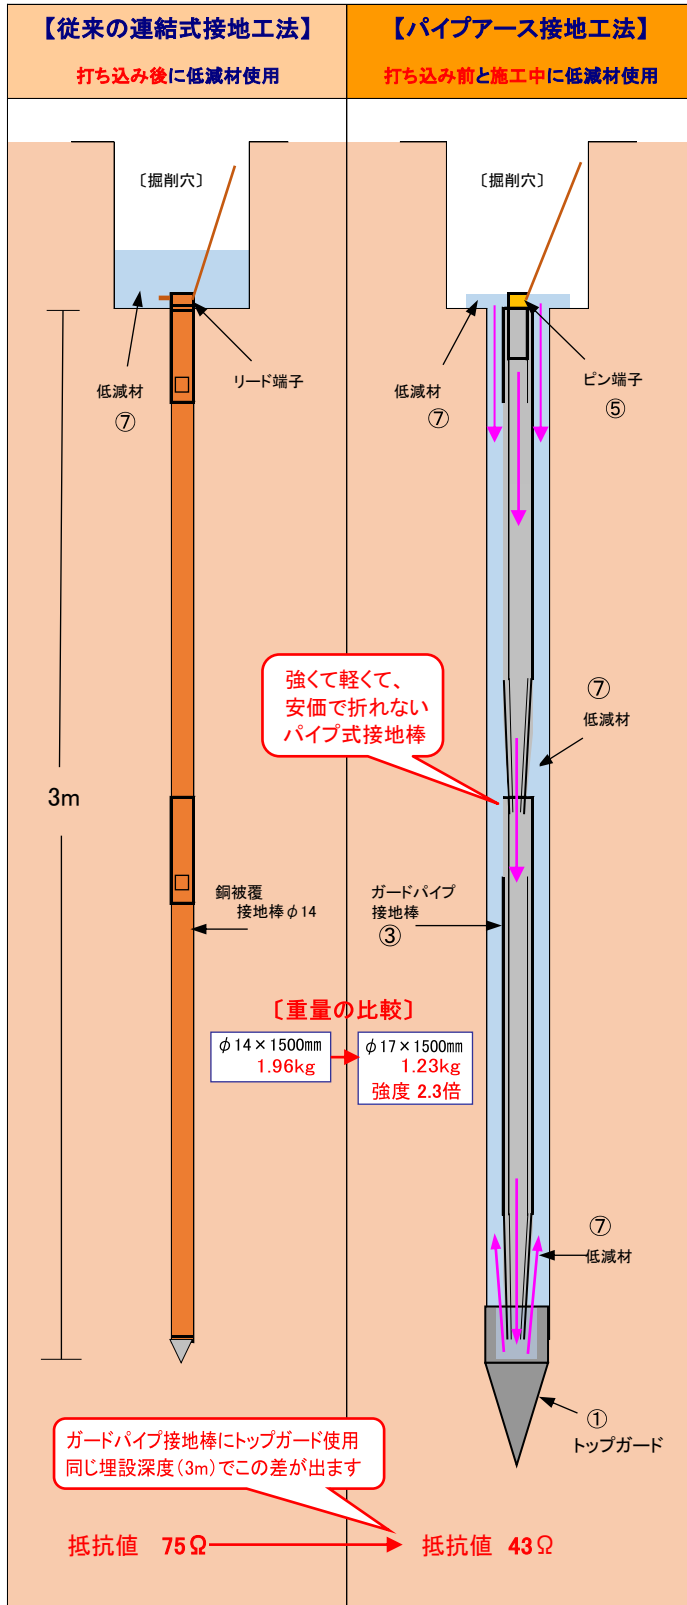 【従来の連結式接地工法】
打ち込み後に低減材使用
【パイプアース接地工法】
打ち込み前と施工中に低減材使用
〔掘削穴〕
〔掘削穴〕
低減材
⑦
リード端子
低減材
⑦
ピン端子
⑤
強くて軽くて、
安価で折れない
パイプ式接地棒
⑦
低減材
3m
銅被覆
接地棒φ14
ガードパイプ
接地棒
③
〔重量の比較〕
φ14×1500mm
1.96kg
φ17×1500mm
1.23kg
強度 2.3倍
⑦
低減材
①
トップガード
ガードパイプ接地棒にトップガード使用
同じ埋設深度(3m)でこの差が出ます
抵抗値 75Ω
抵抗値 43Ω